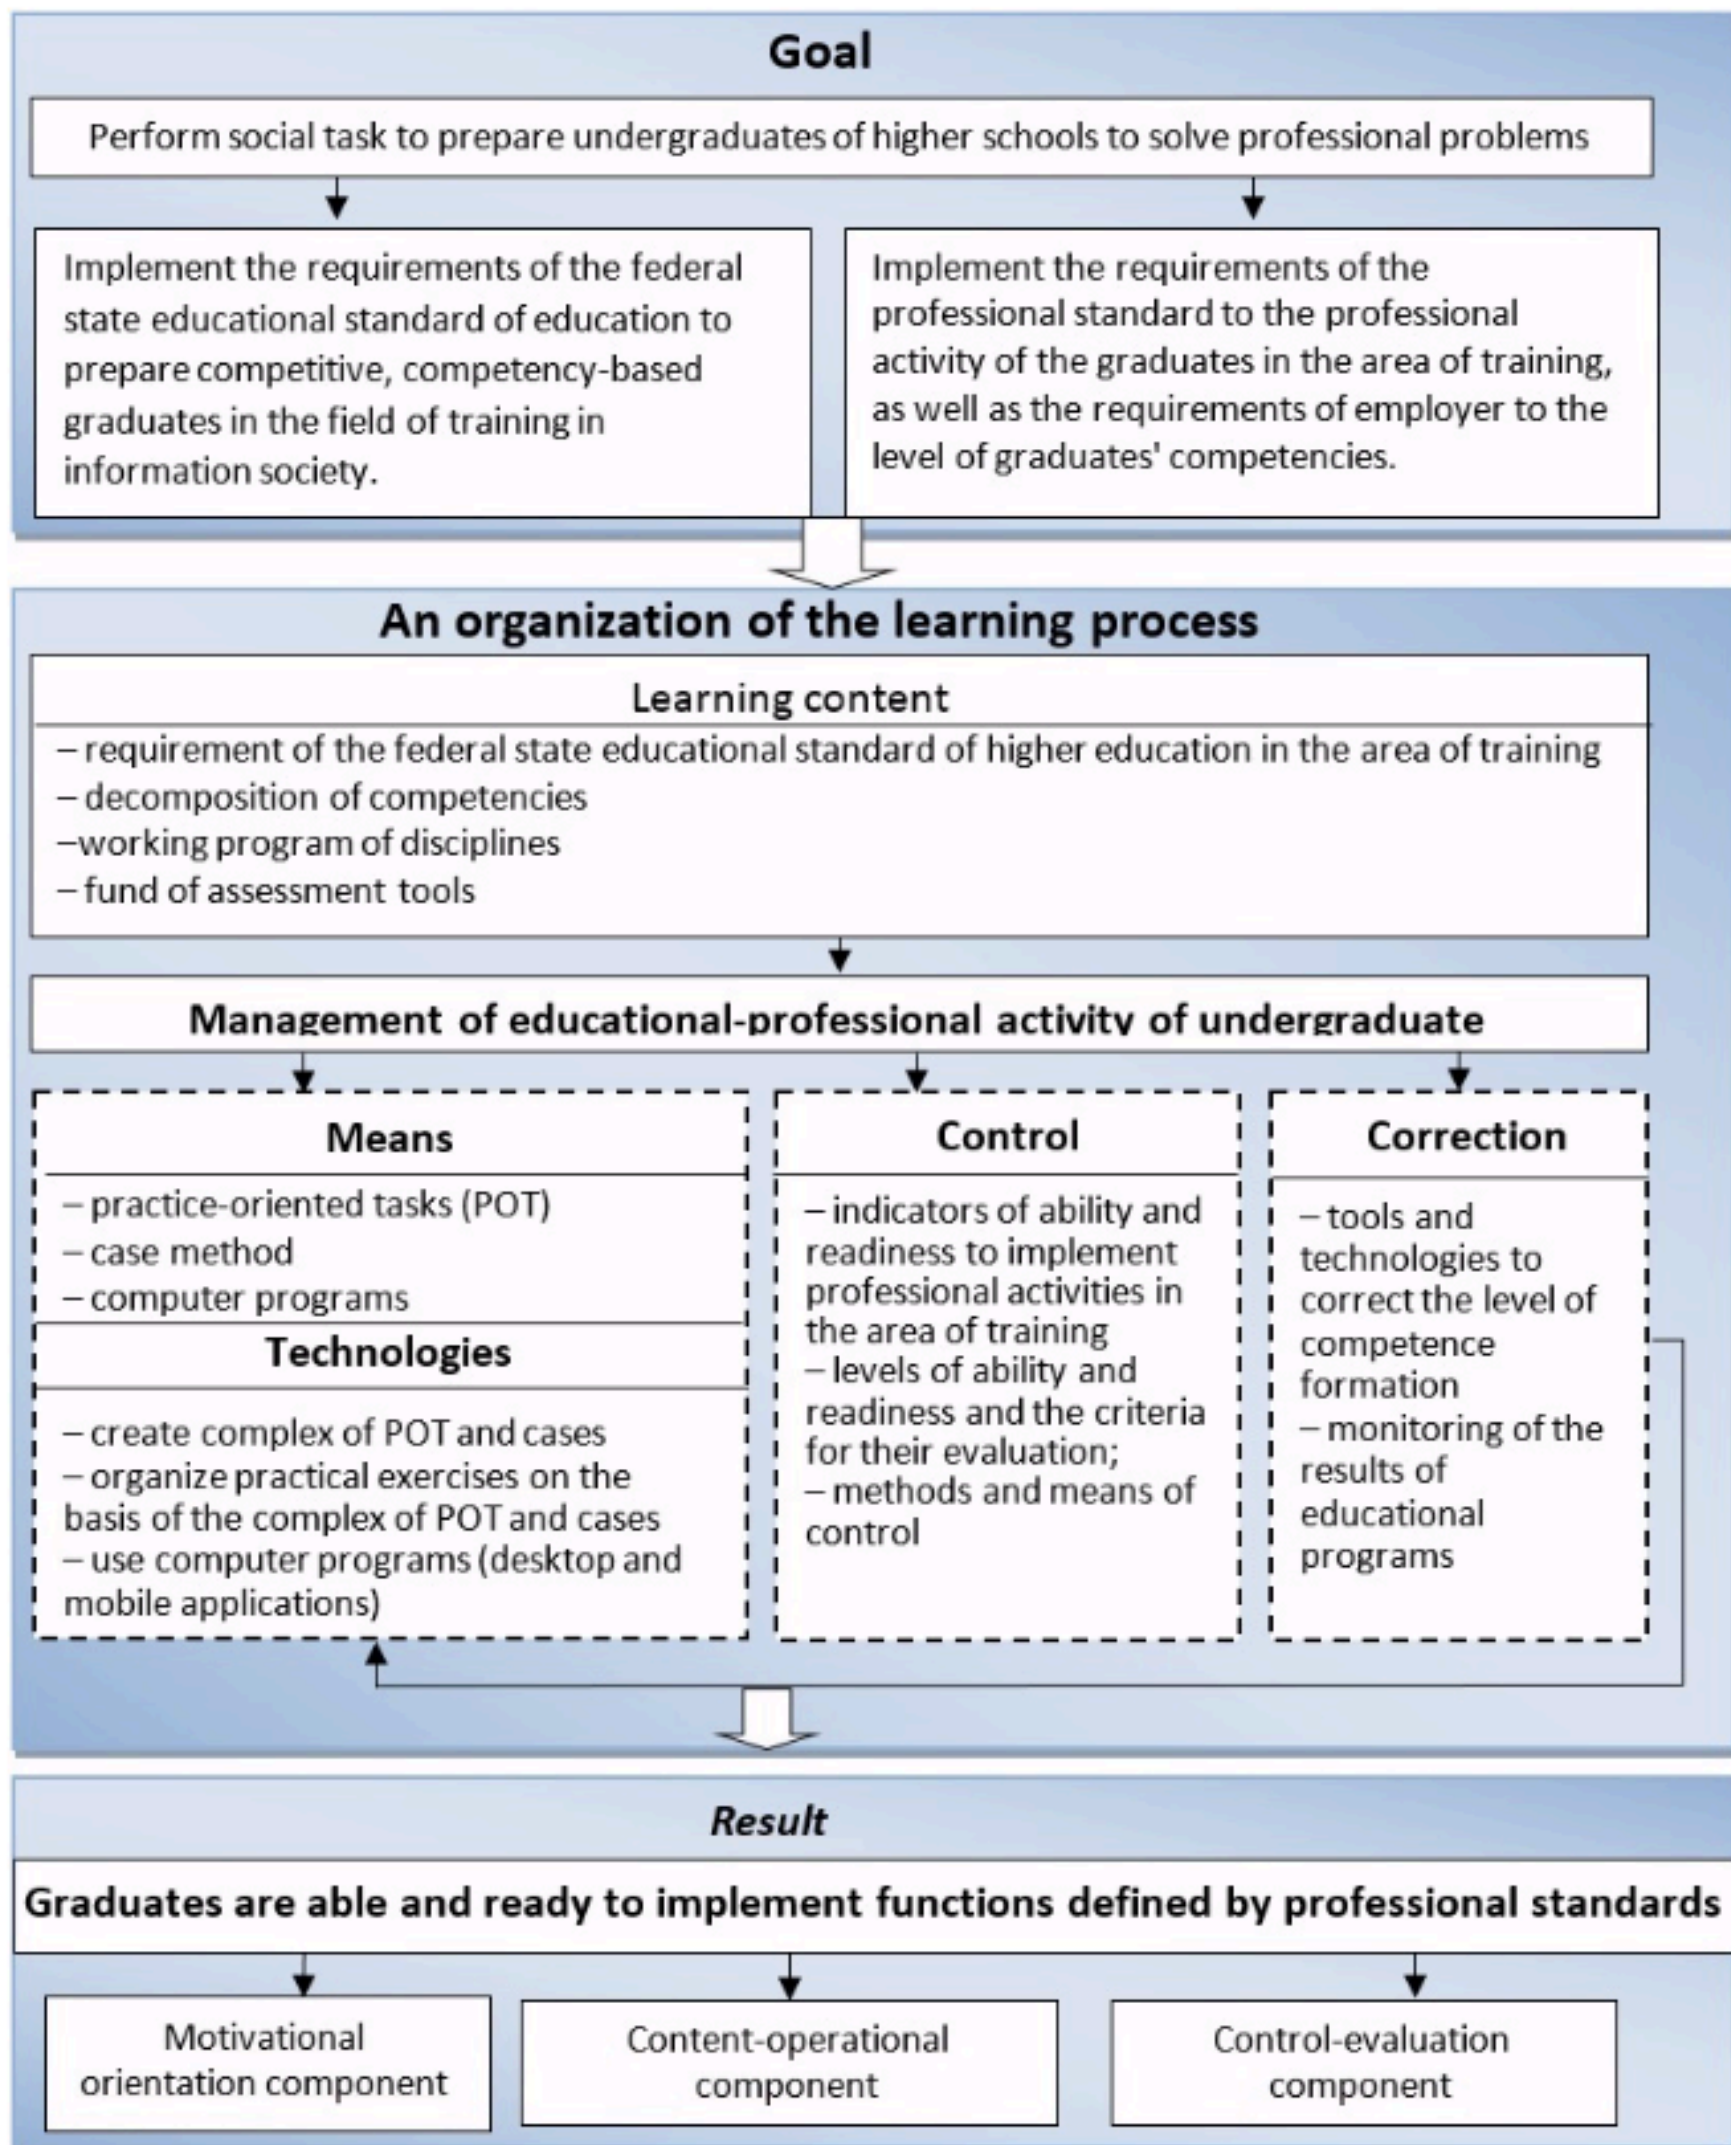 Goal
Perform social task to prepare undergraduates of higher schools to solve professional problems
Implement the requirements of the federal
state educational standard of education to
prepare competitive, competency-based
graduates in the field of training in
information society.
Implement the requirements of the
professional standard to the professional
activity of the graduates in the area of training,
as well as the requirements of employer to the
level of graduates' competencies.
An organization of the learning process
Learning content
– requirement of the federal state educational standard of higher education in the area of training
– decomposition of competencies
–working program of disciplines
– fund of assessment tools
Management of educational-professional activity of undergraduate
Means
– practice-oriented tasks (POT)
– case method
– computer programs
Technologies
– create complex of POT and cases
– organize practical exercises on the
basis of the complex of POT and cases
– use computer programs (desktop and
mobile applications)
Control
– indicators of ability and
readiness to implement
professional activities in
the area of training
– levels of ability and
readiness and the criteria
for their evaluation;
– methods and means of
control
Correction
– tools and
technologies to
correct the level of
competence
formation
– monitoring of the
results of
educational
programs
Result
Graduates are able and ready to implement functions defined by professional standards
Motivational
orientation component
Content-operational
component
Control-evaluation
component